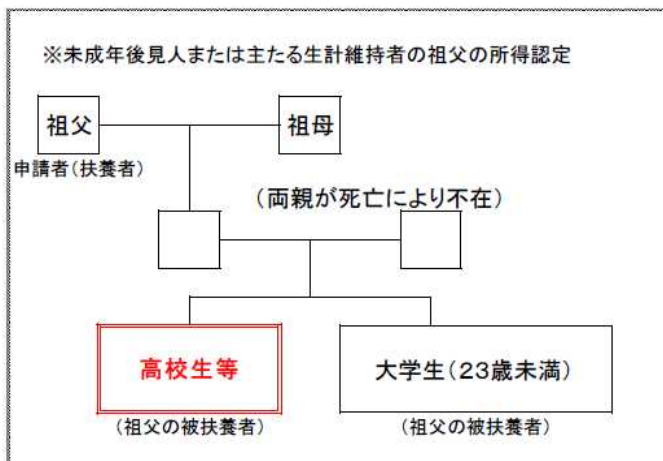 ※未成年後見人または主たる生計維持者の祖父の所得認定
祖父
祖母
申請者(扶養者)
(両親が死亡により不在)
高校生等
大学生(23歳未満)
(祖父の被扶養者)
(祖父の被扶養者)